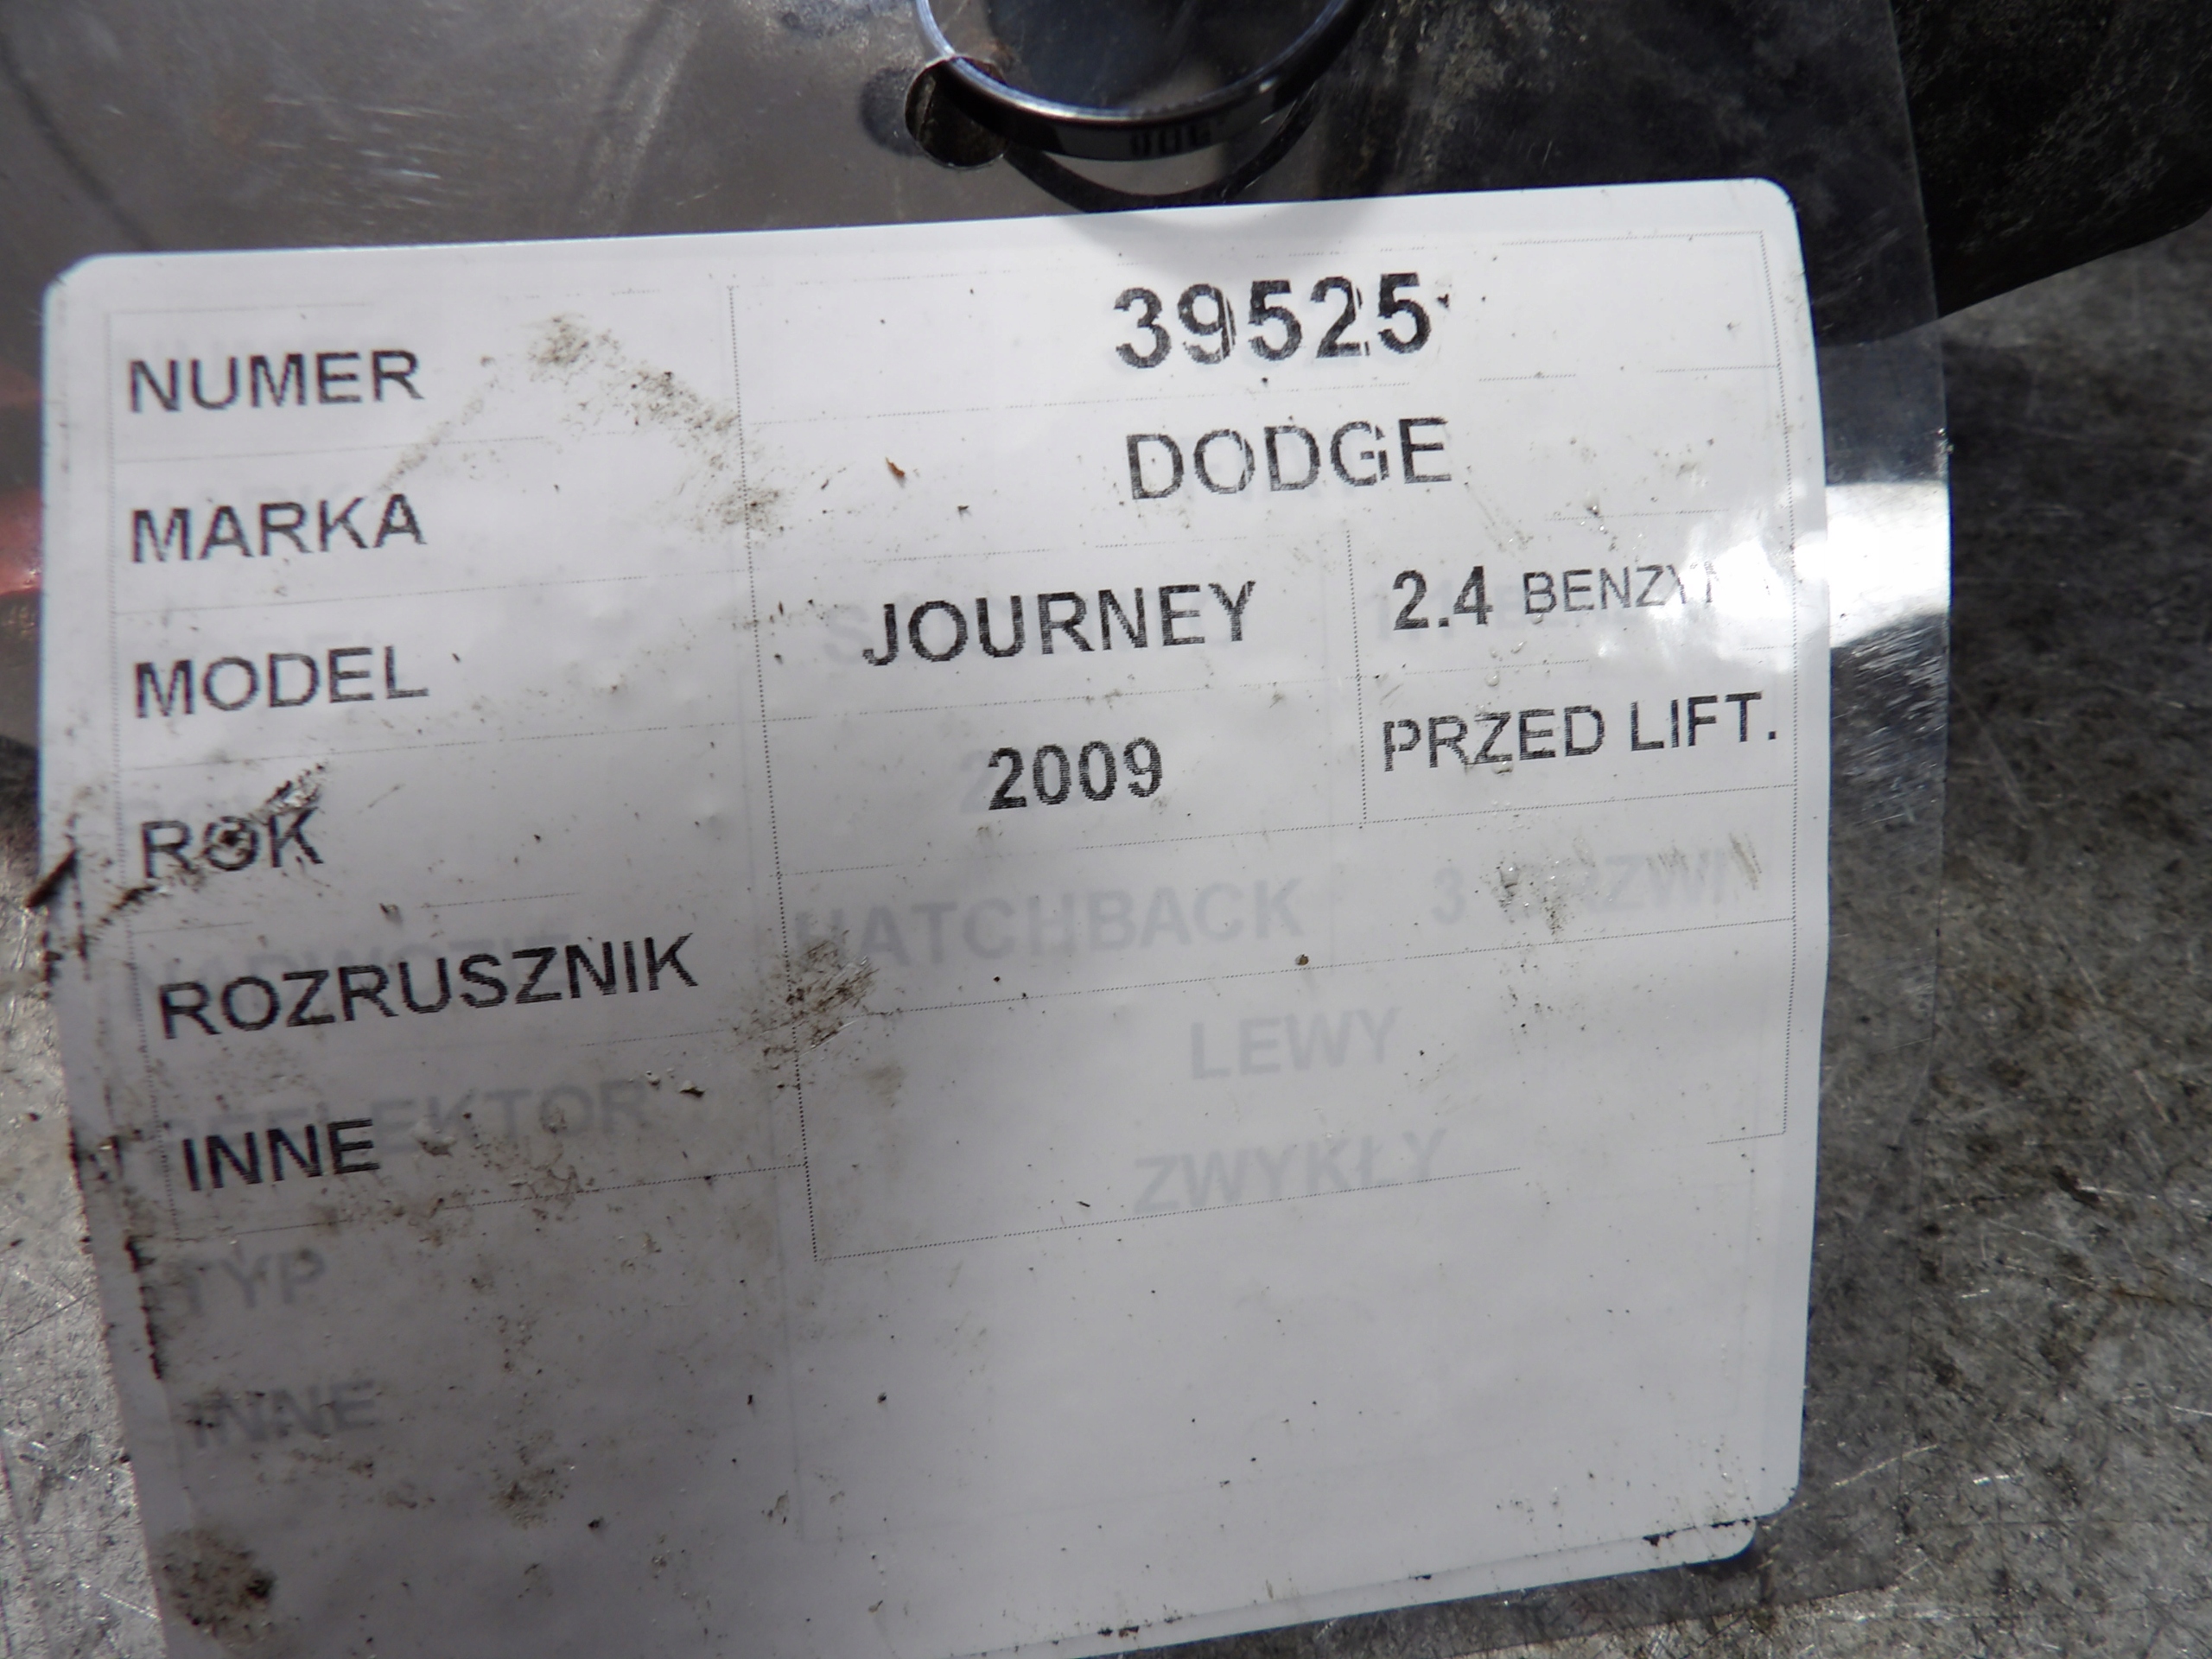 NUMER 39525
MARKA DODGE
MODEL JOURNEY 2.4 BENZYN
ROK 2009 PRZED LIFT.
HATCHBACK
ROZRUSZNIK
LEWY
REFLEKTOR
INNE
ZWYKŁY
TYP
INNE